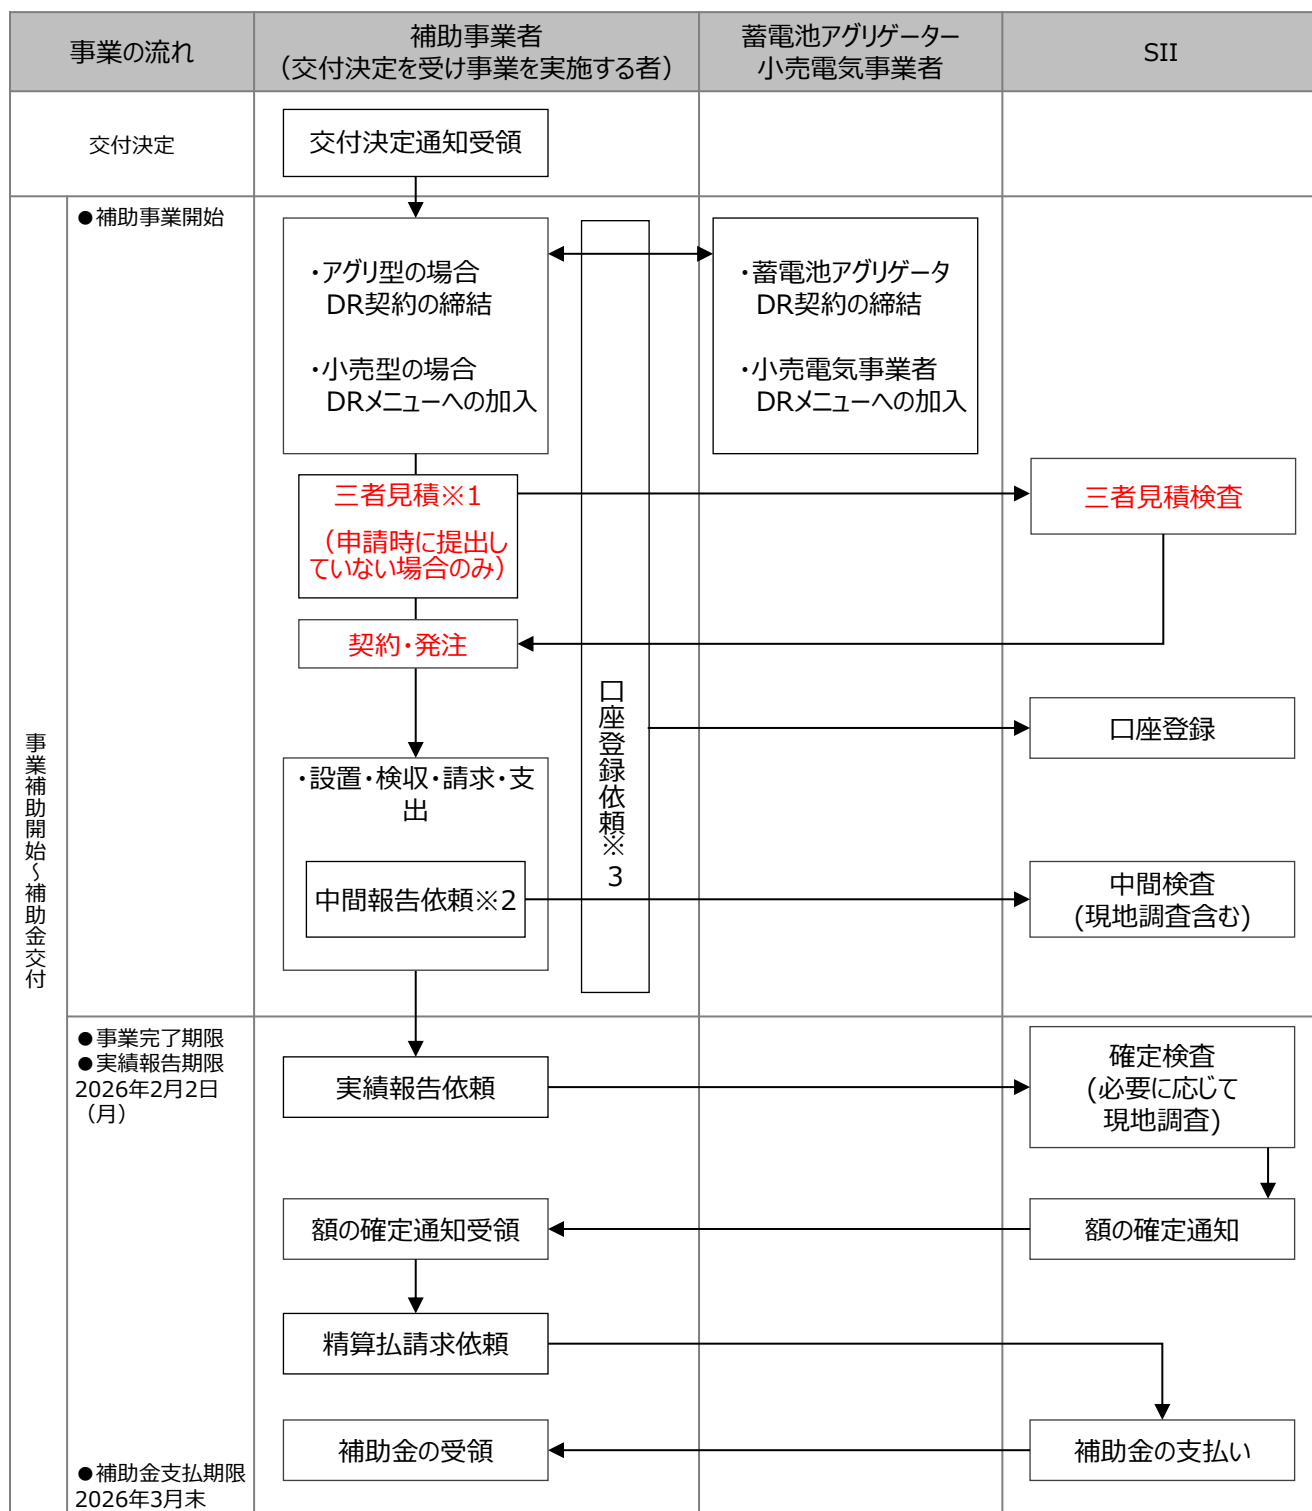 事業の流れ
補助事業者
（交付決定を受け事業を実施する者）
蓄電池アグリゲーター
小売電気事業者
SII
交付決定
交付決定通知受領
事業補助開始～補助金交付
●補助事業開始
・アグリ型の場合
DR契約の締結
・小売型の場合
DRメニューへの加入
・蓄電池アグリゲータ
DR契約の締結
・小売電気事業者
DRメニューへの加入
三者見積※1
（申請時に提出し
ていない場合のみ）
三者見積検査
契約・発注
口座登録依頼※3
口座登録
・設置・検収・請求・支
出
中間報告依頼※2
中間検査
(現地調査含む)
●事業完了期限
●実績報告期限
2026年2月2日
（月）
実績報告依頼
確定検査
(必要に応じて
現地調査)
額の確定通知受領
額の確定通知
精算払請求依頼
補助金の受領
補助金の支払い
●補助金支払期限
2026年3月末